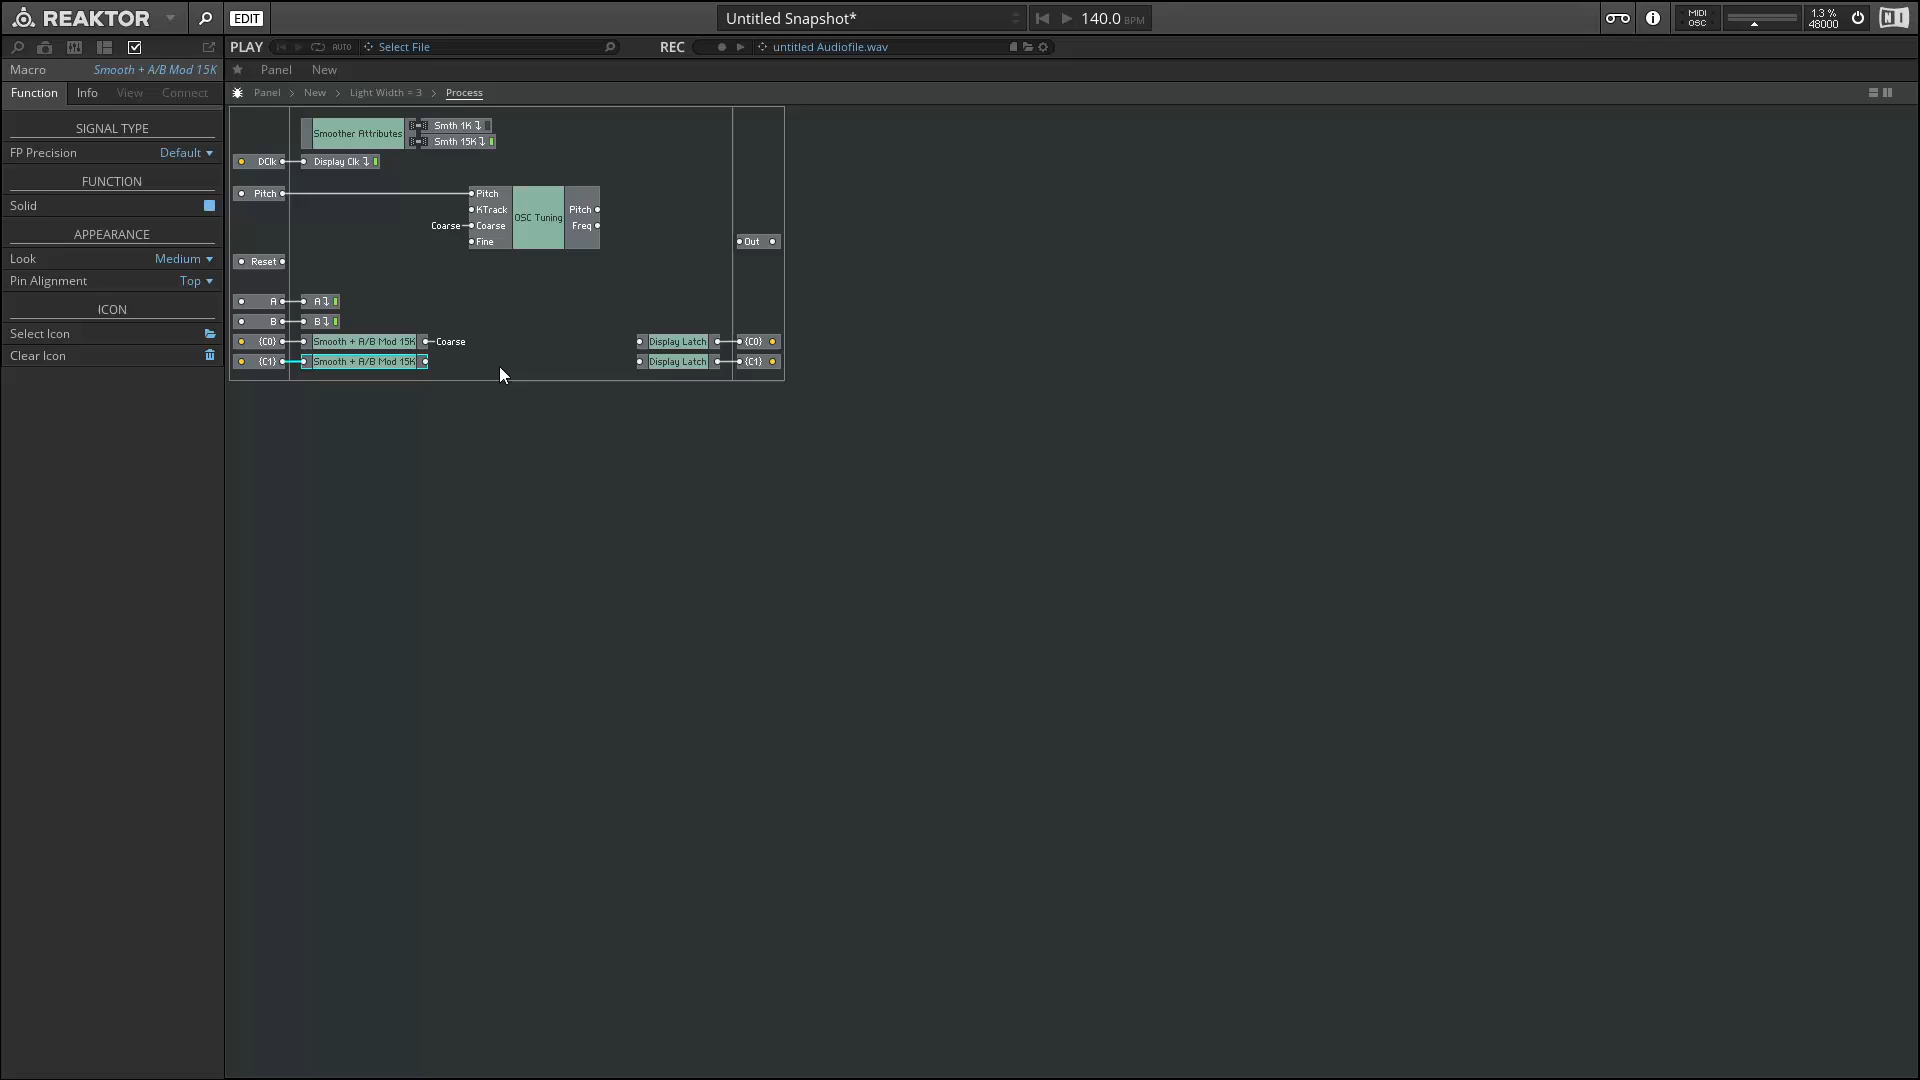 REAKTOR
EDIT
Untitled Snapshot*
140.0 BPM
MIDI
OSC
1.3 %
48000
NI
PLAY
AUTO
Select File
REC
untitled Audiofile.wav
Macro
Smooth + A/B Mod 15K
Panel
New
Function
Info
View
Connect
Panel > New > Light Width = 3 > Process
SIGNAL TYPE
FP Precision
Default
FUNCTION
Solid
APPEARANCE
Look
Medium
Pin Alignment
Top
ICON
Select Icon
Clear Icon
Smoother Attributes
Smth 1K
Smth 15K
DClk
Display Clk
Pitch
Pitch
KTrack
Coarse
Coarse
Fine
OSC Tuning
Pitch
Freq
Out
Reset
A
A
B
B
{C0}
Smooth + A/B Mod 15K
Coarse
Display Latch
{C0}
{C1}
Smooth + A/B Mod 15K
Display Latch
{C1}